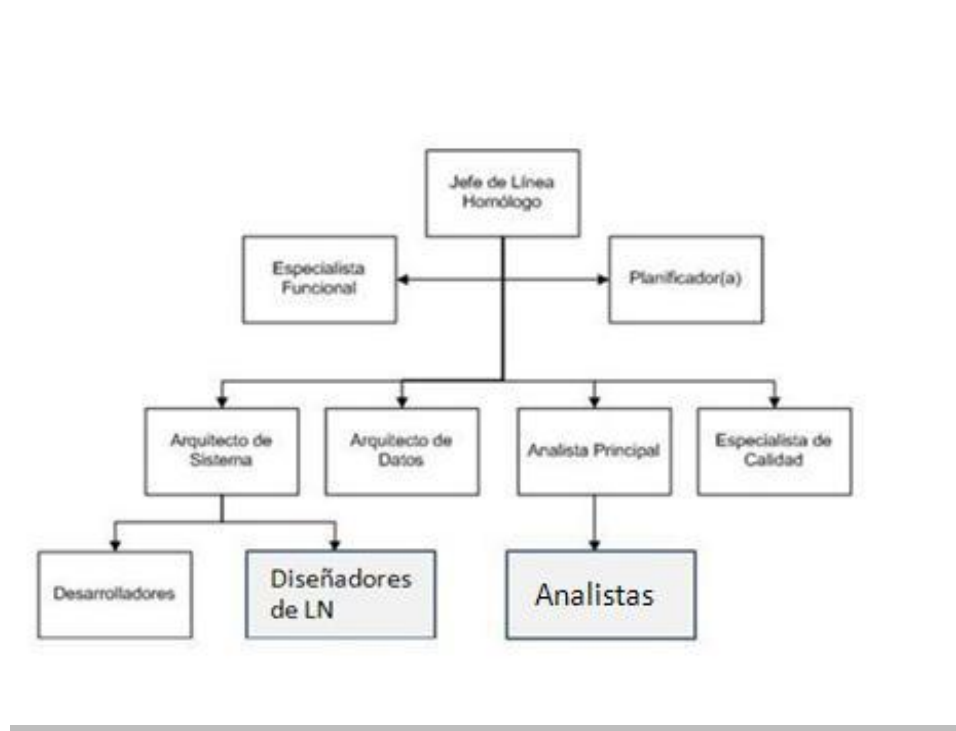 Jefe de Línea
Homólogo
Especialista
Funcional
Planificador(a)
Arquitecto de
Sistema
Arquitecto de
Datos
Analista Principal
Especialista de
Calidad
Desarrolladores
Diseñadores
de LN
Analistas